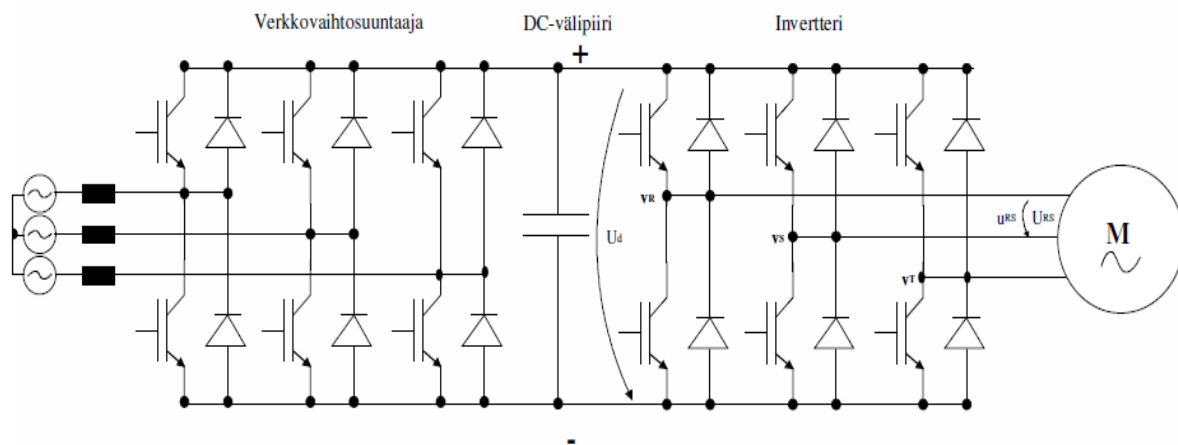 Verkkovaihtosuuntaaja
DC-välipiiri
Invertteri
+
vR
uRS URS
vS
Ud
M
vT
-